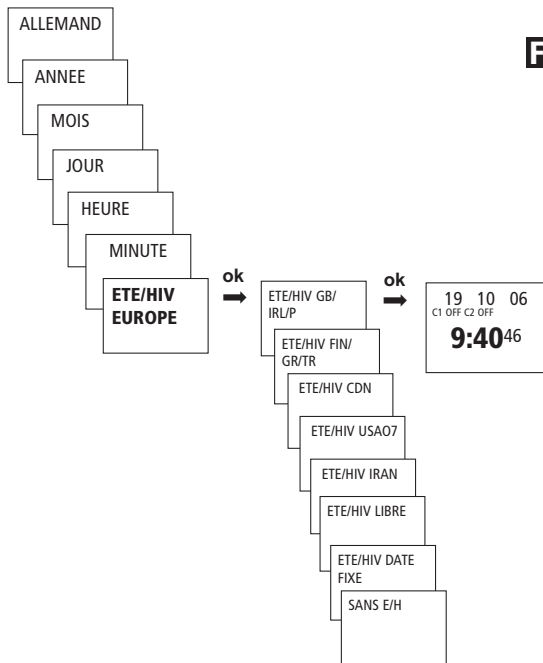 ALLEMAND
F
ANNEE
MOIS
JOUR
HEURE
MINUTE
ETE/HIV
EUROPE
ok
ETE/HIV GB/
IRL/P
ETE/HIV FIN/
GR/TR
ETE/HIV CDN
ETE/HIV USA07
ETE/HIV IRAN
ETE/HIV LIBRE
ETE/HIV DATE
FIXE
SANS E/H
ok
19 10 06
C1 OFF C2 OFF
9:40 46